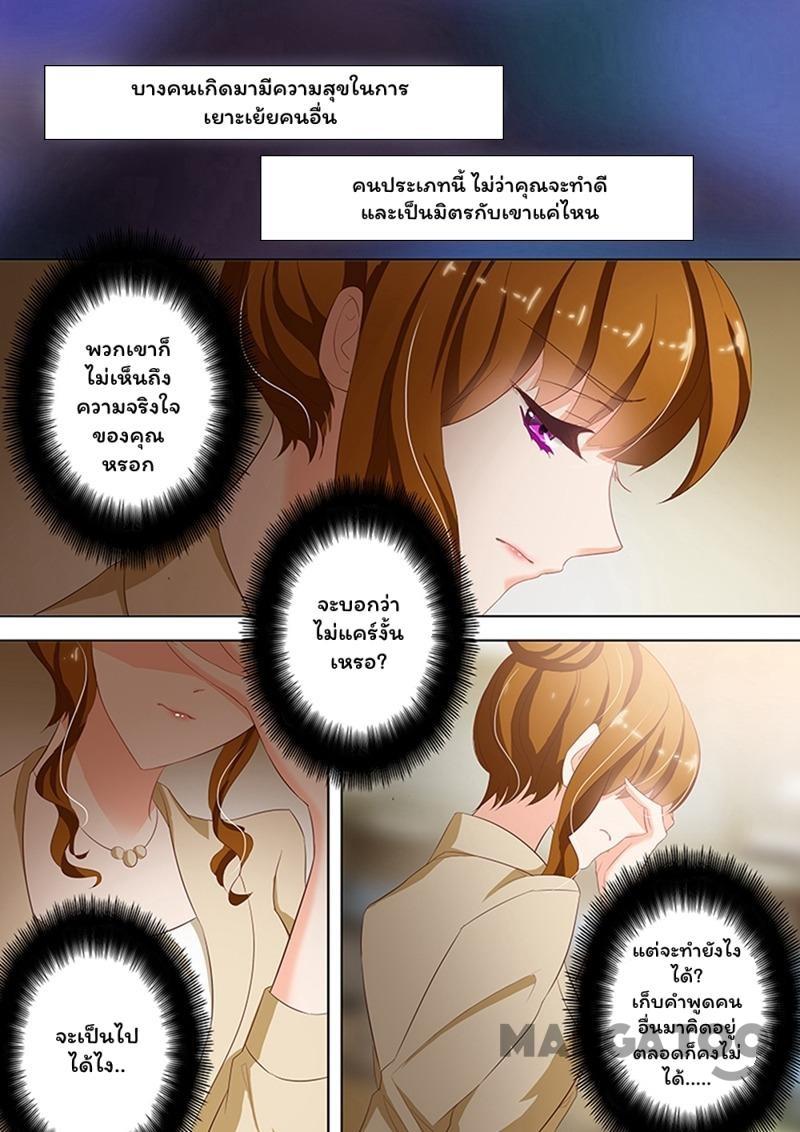 บางคนเกิดมามีความสุขในการ
เยาะเย้ยคนอื่น
คนประเภทนี้ ไม่ว่าคุณจะทำดี
และเป็นมิตรกับเขาแค่ไหน
พวกเขาก็
ไม่เห็นถึง
ความจริงใจ
ของคุณ
หรอก
จะบอกว่า
ไม่แคร์งั้น
เหรอ?
จะเป็นไป
ได้ไง..
แต่จะทำยังไง
ได้?
เก็บคำพูดคน
อื่นมาคิดอยู่
ตลอดก็คงไม่
ได้.....
MANGATOON